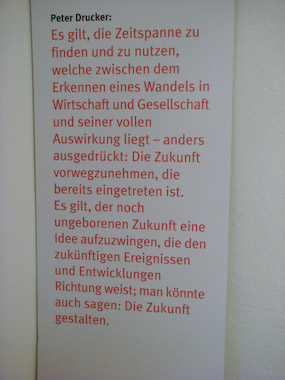 Peter Drucker:
Es gilt, die Zeitspanne zu
finden und zu nutzen,
welche zwischen dem
Erkennen eines Wandels in
Wirtschaft und Gesellschaft
und seiner vollen
Auswirkung liegt – anders
ausgedrückt: Die Zukunft
vorwegzunehmen, die
bereits eingetreten ist.
Es gilt, der noch
ungeborenen Zukunft eine
Idee aufzuzwingen, die den
zukünftigen Ereignissen
und Entwicklungen
Richtung weist; man könnte
auch sagen: Die Zukunft
gestalten.